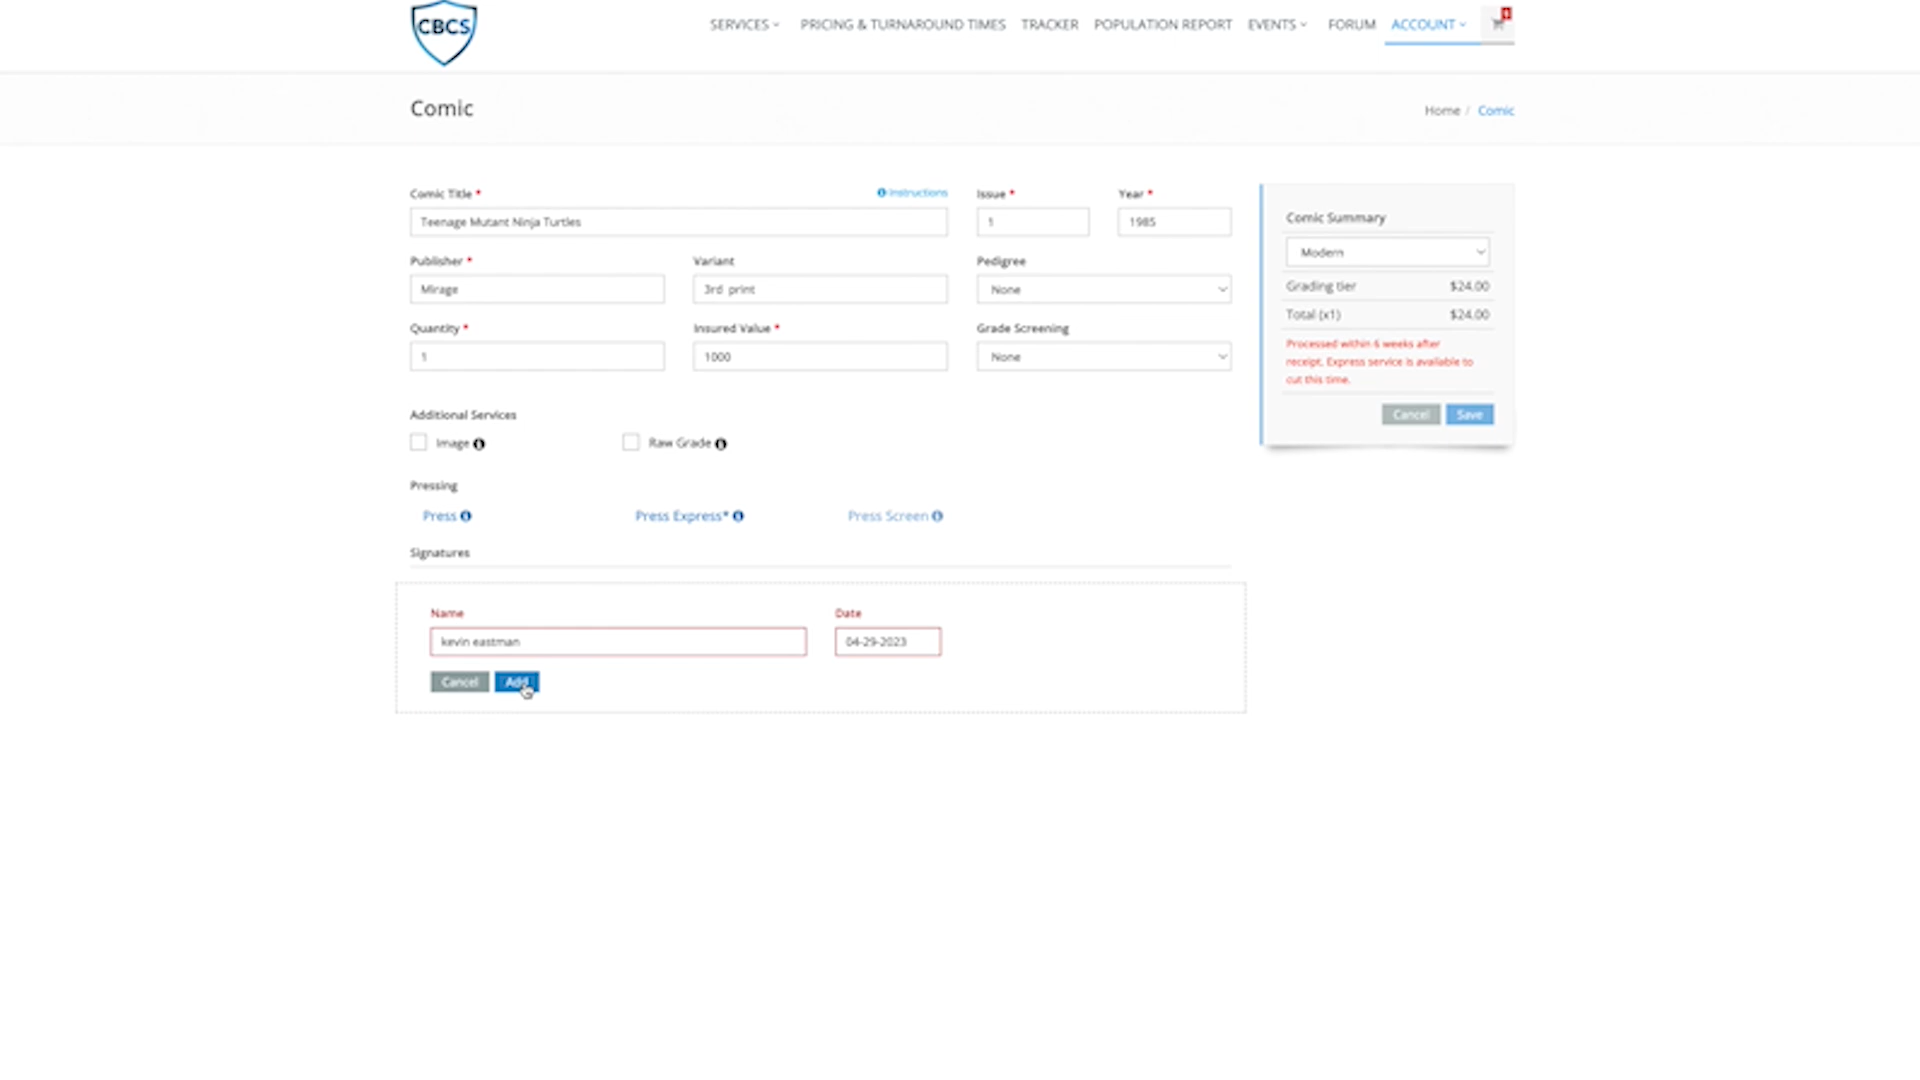 CBCS
SERVICES PRICING & TURNAROUND TIMES TRACKER POPULATION REPORT EVENTS FORUM ACCOUNT
Comic
Home / Comic
Comic Title * Instructions Issue * Year *
Teenage Mutant Ninja Turtles 1 1985
Publisher * Variant Pedigree
Mirage 3rd print None
Quantity * Insured Value * Grade Screening
1 1000 None
Additional Services
Image Raw Grade
Pressing
Press Press Express* Press Screen
Signatures
Name Date
kevin eastman 04-29-2023
Cancel Add
Comic Summary
Modern
Grading tier $24.00
Total (x1) $24.00
Processed within 6 weeks after
receipt. Express service is available to
cut this time.
Cancel Save